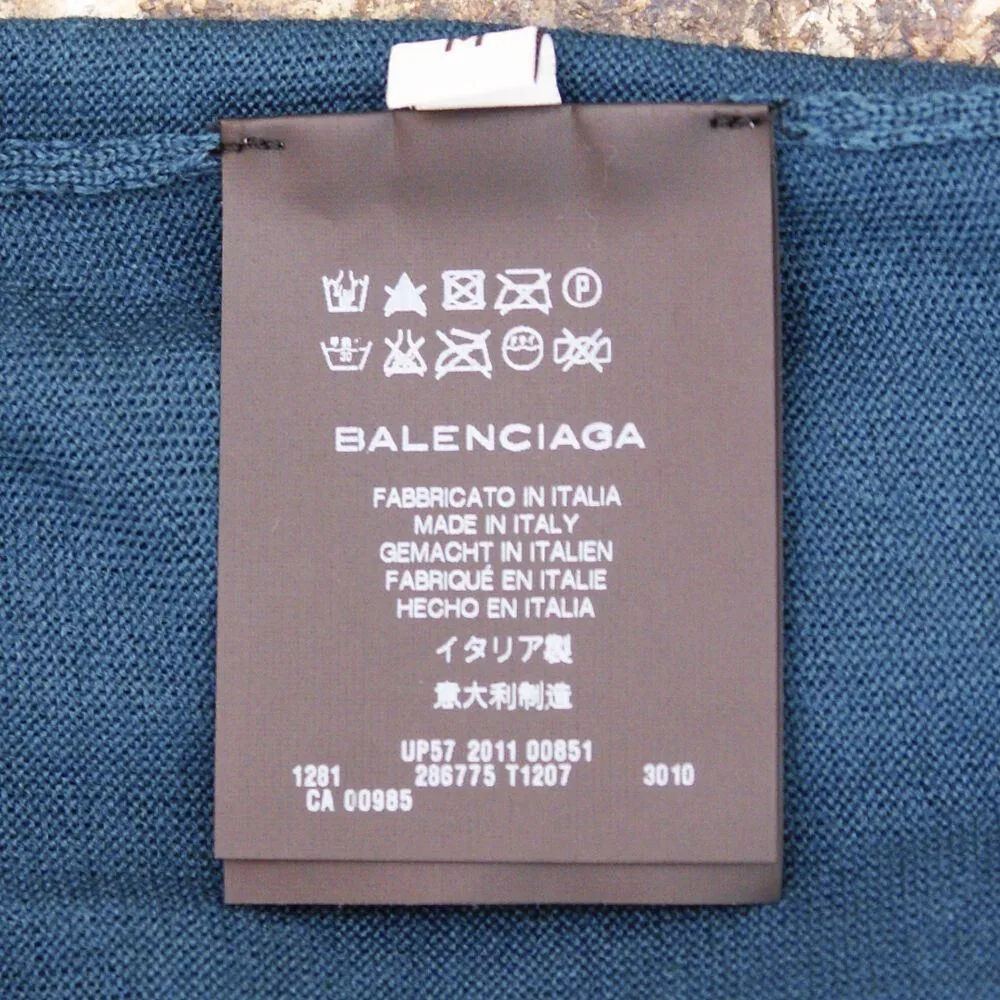 P
30
BALENCIAGA
FABBRICATO IN ITALIA
MADE IN ITALY
GEMACHT IN ITALIEN
FABRIQUÉ EN ITALIE
HECHO EN ITALIA
イタリア製
意大利制造
UP57 2011 00851
1281 286775 T1207 3010
CA 00985